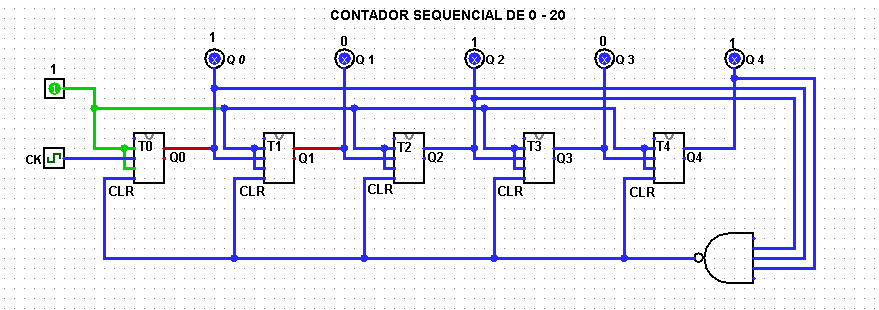 CONTADOR SEQUENCIAL DE 0 - 20
1 0 1 0 1
Q 0 Q 1 Q 2 Q 3 Q 4
1
1
T0 T1 T2 T3 T4
CK Q0 Q1 Q2 Q3 Q4
CLR CLR CLR CLR CLR